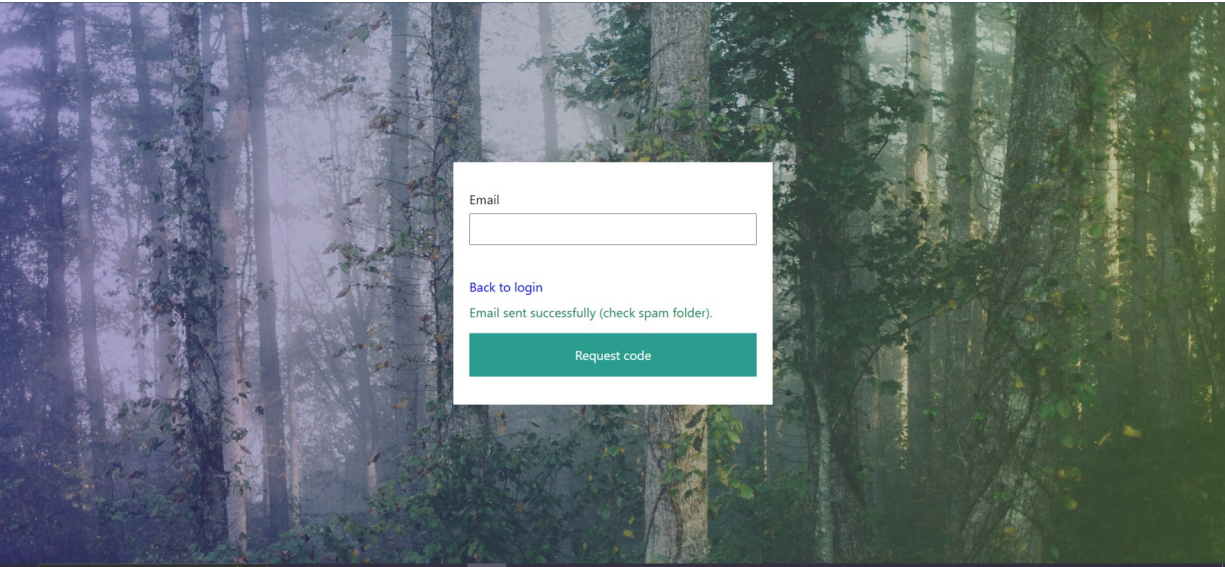 Email
Back to login
Email sent successfully (check spam folder).
Request code